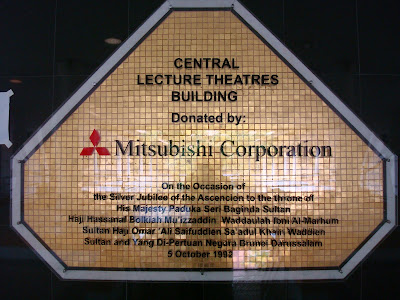 CENTRAL
LECTURE THEATRES
BUILDING
Donated by:
Mitsubishi Corporation
On the Occasion of
the Silver Jubilee of the Ascencion to the throne of
His Majesty Paduka Seri Baginda Sultan
Haji Hassanal Bolkiah Mu'izzaddin Waddaulah Ibni Al-Marhum
Sultan Haji Omar 'Ali Saifuddien Sa'adul Khairi Waddien
Sultan and Yang Di-Pertuan Negara Brunei Darussalam
5 October 1992